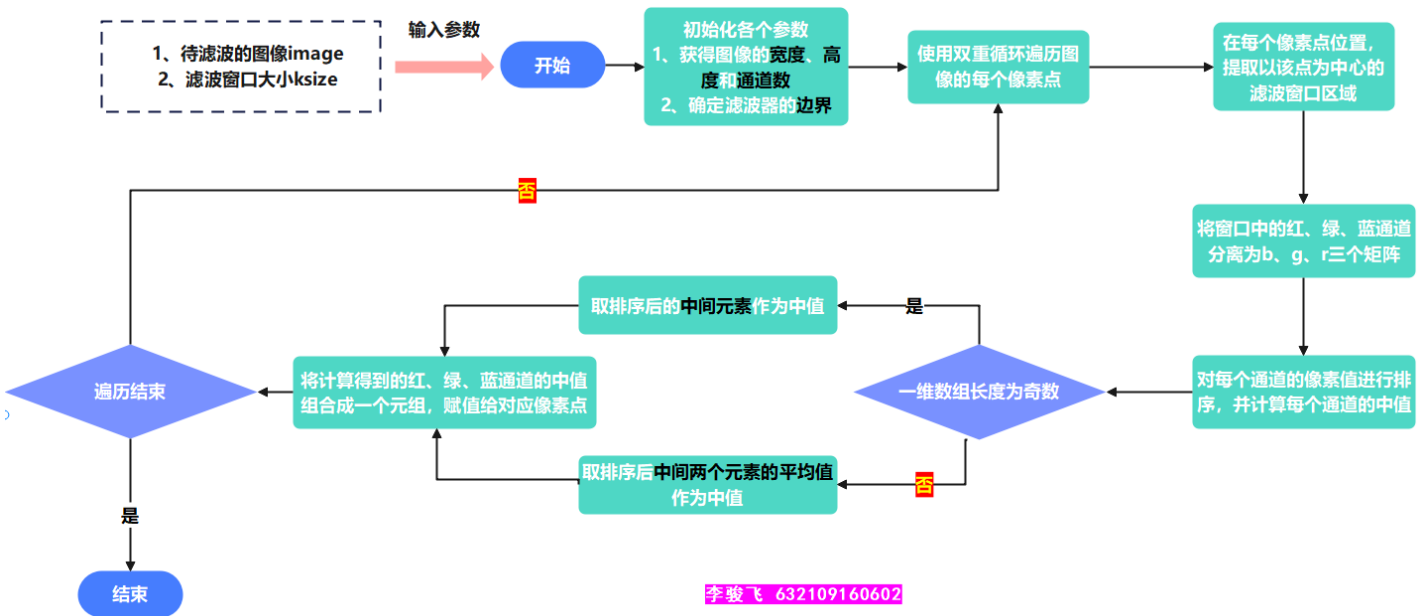 1、待滤波的图像image
2、滤波窗口大小ksize
输入参数
开始
初始化各个参数
1、获得图像的宽度、高
度和通道数
2、确定滤波器的边界
使用双重循环遍历图
像的每个像素点
在每个像素点位置，
提取以该点为中心的
滤波窗口区域
否
将窗口中的红、绿、蓝通道
分离为b、g、r三个矩阵
取排序后的中间元素作为中值
是
遍历结束
将计算得到的红、绿、蓝通道的中值
组合成一个元组，赋值给对应像素点
一维数组长度为奇数
对每个通道的像素值进行排
序，并计算每个通道的中值
取排序后中间两个元素的平均值
作为中值
否
是
结束
李骏飞 632109160602